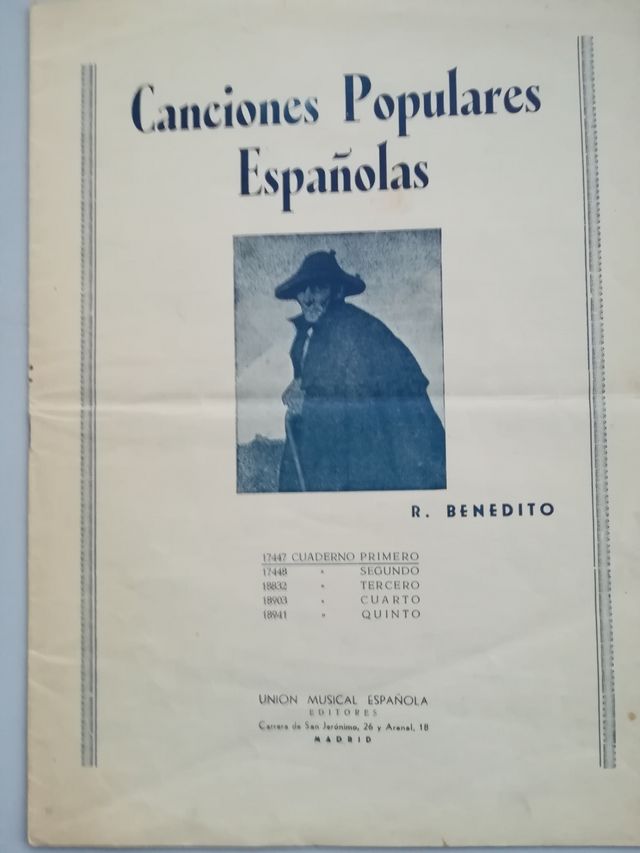 Canciones Populares
Españolas
R. BENEDITO
17447 CUADERNO PRIMERO
17448 " SEGUNDO
18832 " TERCERO
18903 " CUARTO
18941 " QUINTO
UNION MUSICAL ESPAÑOLA
EDITORES
Carrera de San Jerónimo, 26 y Arenal, 18
MADRID